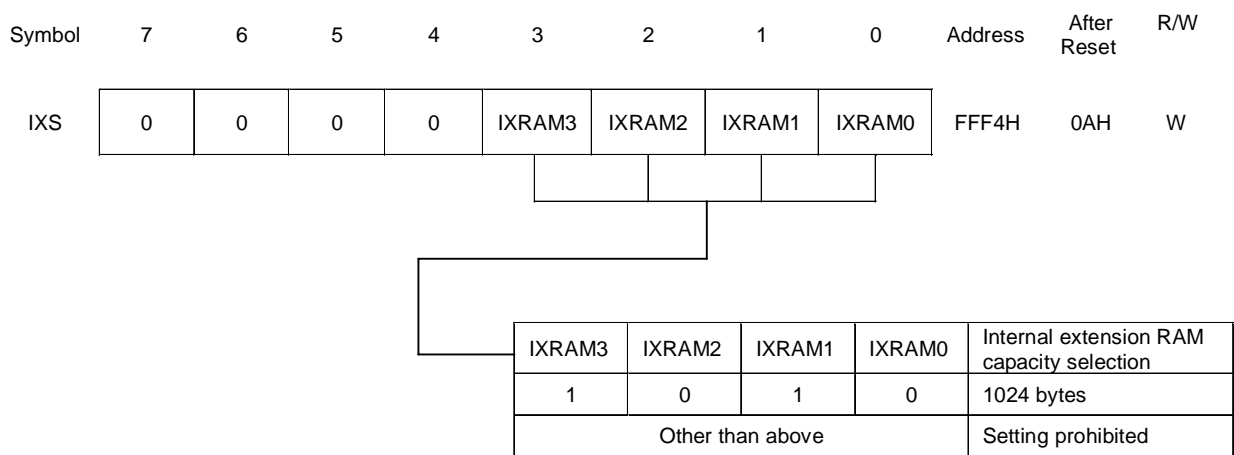 Symbol 7 6 5 4 3 2 1 0 Address After Reset R/W
IXS 0 0 0 0 IXRAM3 IXRAM2 IXRAM1 IXRAM0 FFF4H 0AH W
IXRAM3 IXRAM2 IXRAM1 IXRAM0 Internal extension RAM
capacity selection
1 0 1 0 1024 bytes
Other than above Setting prohibited